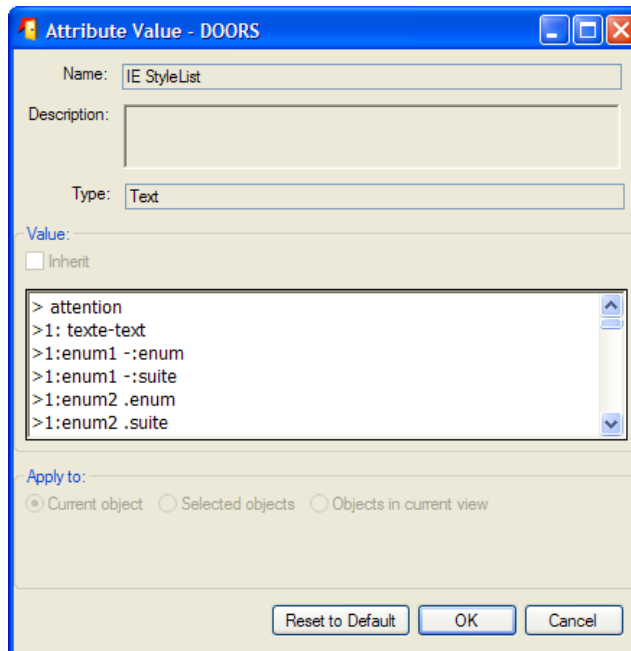 Attribute Value - DOORS
Name: IE StyleList
Description:
Type: Text
Value:
Inherit
> attention
>1: texte-text
>1:enum1 -:enum
>1:enum1 -:suite
>1:enum2 .enum
>1:enum2 .suite
Apply to:
Current object Selected objects Objects in current view
Reset to Default OK Cancel